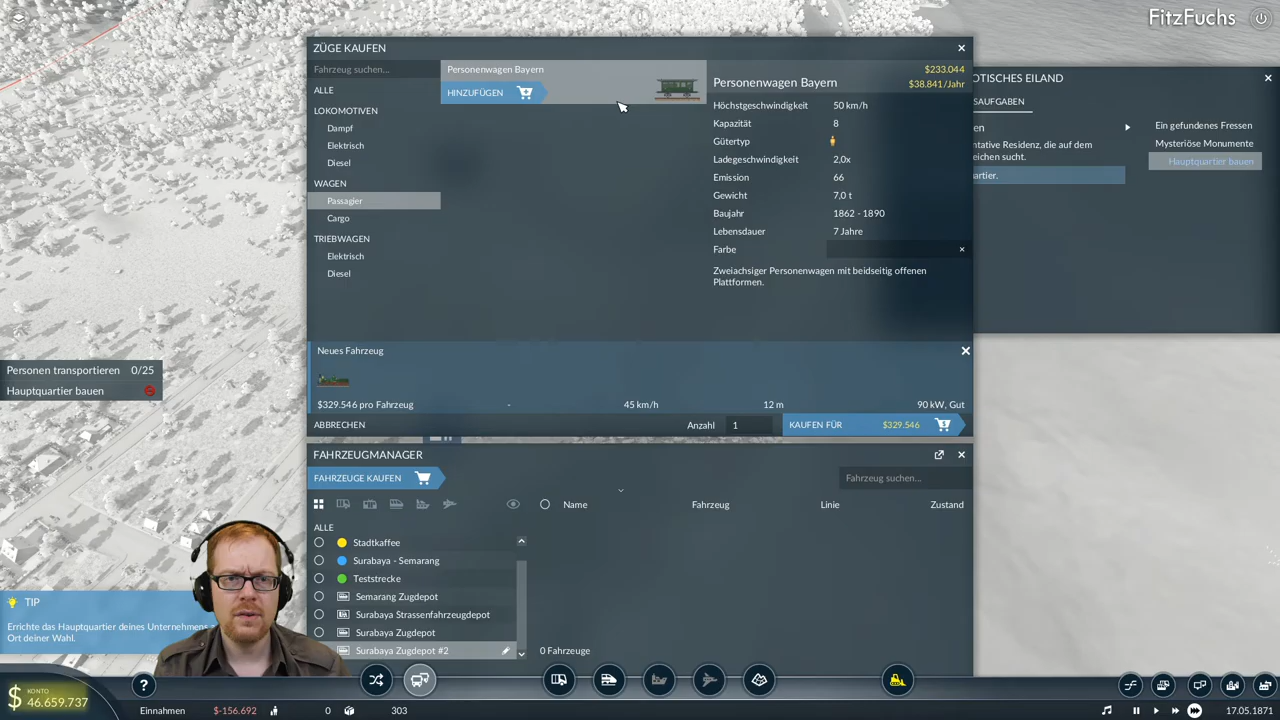 FitzFuchs
ZÜGE KAUFEN
Fahrzeug suchen...
ALLE
LOKOMOTIVEN
Dampf
Elektrisch
Diesel
WAGEN
Passagier
Cargo
TRIEBWAGEN
Elektrisch
Diesel
Personenwagen Bayern
HINZUFÜGEN
$233.044
Personenwagen Bayern $38.841/Jahr
Höchstgeschwindigkeit 50 km/h
Kapazität 8
Gütertyp
Ladegeschwindigkeit 2,0x
Emission 66
Gewicht 7,0 t
Baujahr 1862 - 1890
Lebensdauer 7 Jahre
Farbe
Zweiachsiger Personenwagen mit beidseitig offenen
Plattformen.
OTISCHES EILAND
SAUFGABEN
en
ntative Residenz, die auf dem
eichen sucht.
artier.
Ein gefundenes Fressen
Mysteriöse Monumente
Hauptquartier bauen
Personen transportieren 0/25
Hauptquartier bauen
Neues Fahrzeug
$329.546 pro Fahrzeug - 45 km/h 12 m 90 kW, Gut
ABBRECHEN Anzahl 1 KAUFEN FÜR $329.546
FAHRZEUGMANAGER
FAHRZEUGE KAUFEN
Fahrzeug suchen...
Name Fahrzeug Linie Zustand
ALLE
Stadtkaffee
Surabaya - Semarang
Teststrecke
Semarang Zugdepot
Surabaya Strassenfahrzeugdepot
Surabaya Zugdepot
Surabaya Zugdepot #2
0 Fahrzeuge
TIP
Errichte das Hauptquartier deines Unternehmens
Ort deiner Wahl.
KONTO
$ 46.659.737
?
Einnahmen $-156.692 0 303
17.05.1871